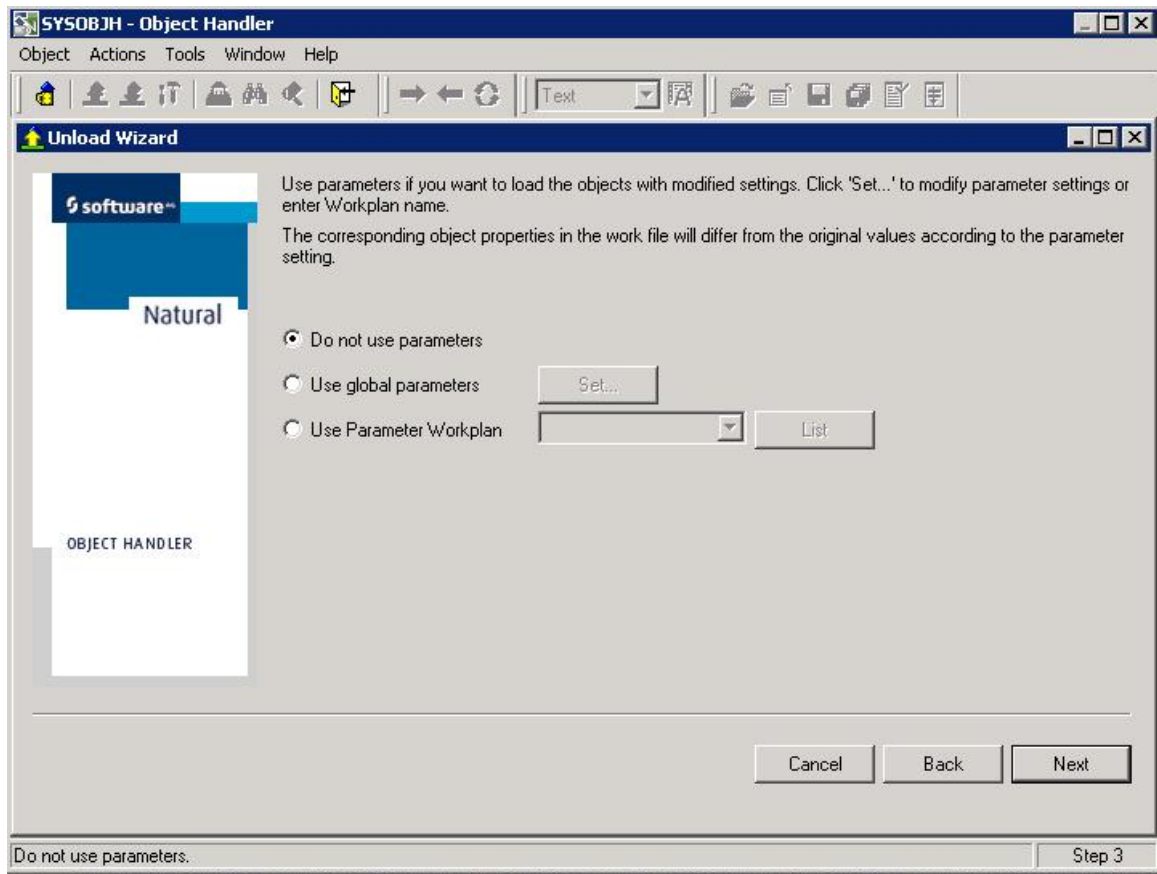 SYSOBJH - Object Handler
Object Actions Tools Window Help
Text
Unload Wizard
software AG
Use parameters if you want to load the objects with modified settings. Click 'Set...' to modify parameter settings or
enter Workplan name.
The corresponding object properties in the work file will differ from the original values according to the parameter
setting.
Natural
Do not use parameters
Use global parameters Set...
Use Parameter Workplan List
OBJECT HANDLER
Cancel Back Next
Do not use parameters. Step 3